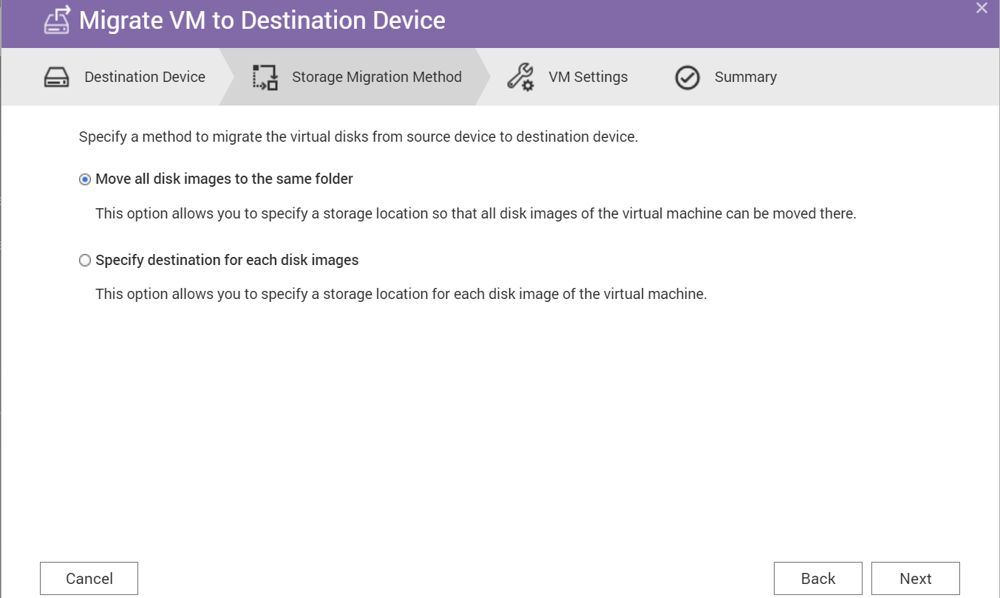 Migrate VM to Destination Device
Destination Device
Storage Migration Method
VM Settings
Summary
Specify a method to migrate the virtual disks from source device to destination device.
Move all disk images to the same folder
This option allows you to specify a storage location so that all disk images of the virtual machine can be moved there.
Specify destination for each disk images
This option allows you to specify a storage location for each disk image of the virtual machine.
Cancel
Back
Next